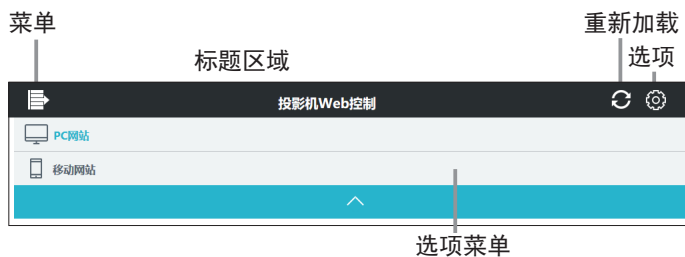 菜单
重新加载
标题区域
选项
投影机Web控制
PC网站
移动网站
选项菜单